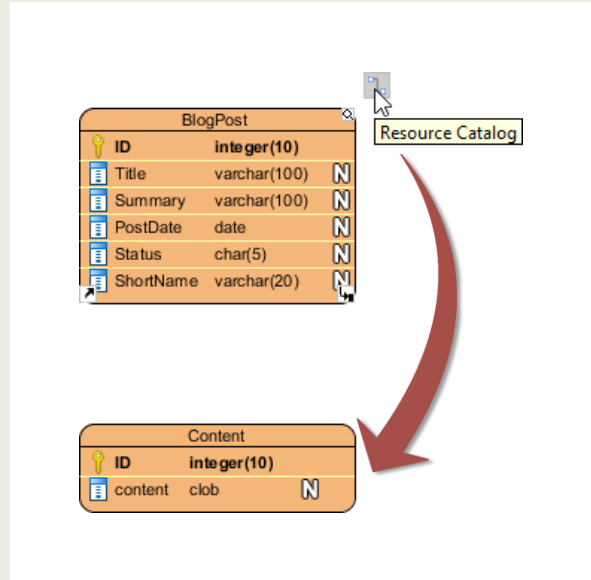 Resource Catalog
BlogPost
ID integer(10)
Title varchar(100) N
Summary varchar(100) N
PostDate date N
Status char(5) N
ShortName varchar(20) N
Content
ID integer(10)
content clob N